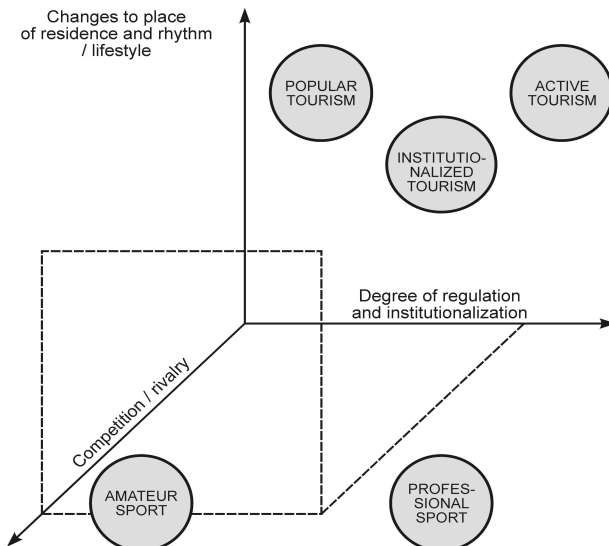 Changes to place
of residence and rhythm
/ lifestyle
POPULAR
TOURISM
ACTIVE
TOURISM
INSTITUTIO-
NALIZED
TOURISM
Degree of regulation
and institutionalization
Competition / rivalry
AMATEUR
SPORT
PROFES-
SIONAL
SPORT